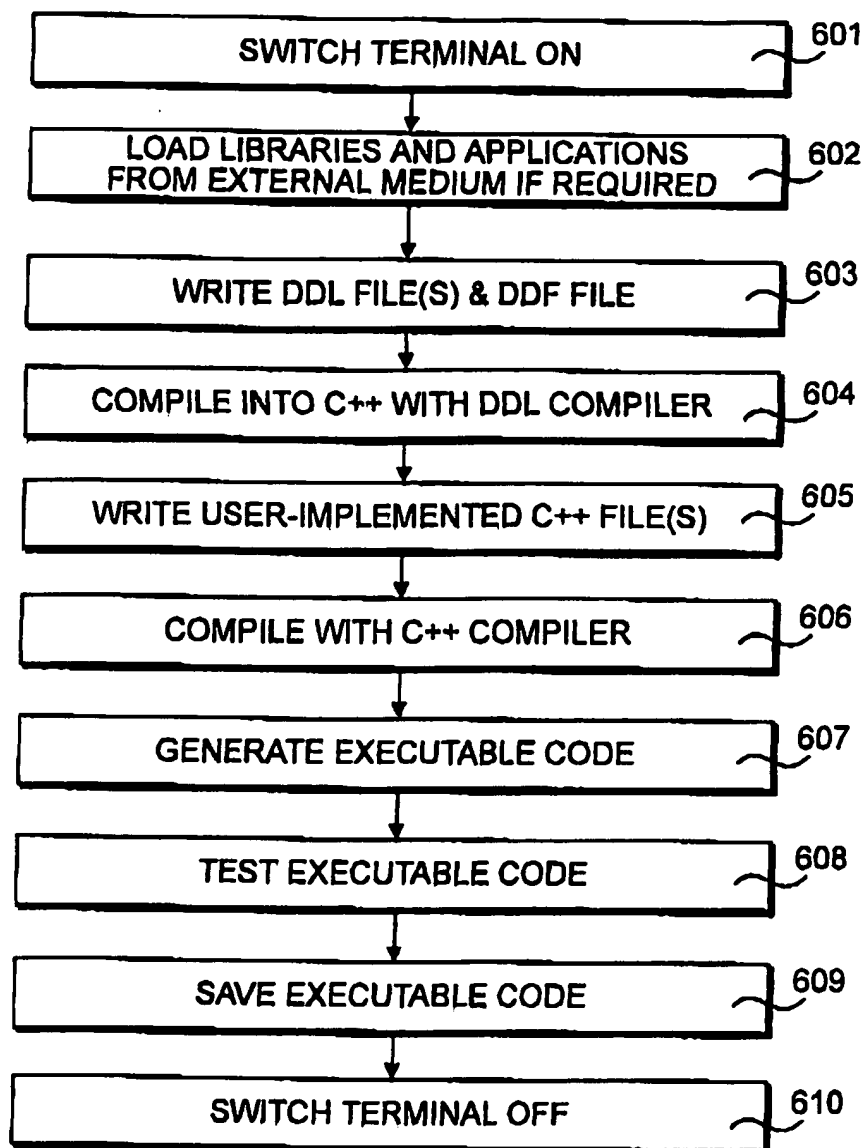 SWITCH TERMINAL ON
601
LOAD LIBRARIES AND APPLICATIONS
FROM EXTERNAL MEDIUM IF REQUIRED
602
WRITE DDL FILE(S) & DDF FILE
603
COMPILE INTO C++ WITH DDL COMPILER
604
WRITE USER-IMPLEMENTED C++ FILE(S)
605
COMPILE WITH C++ COMPILER
606
GENERATE EXECUTABLE CODE
607
TEST EXECUTABLE CODE
608
SAVE EXECUTABLE CODE
609
SWITCH TERMINAL OFF
610